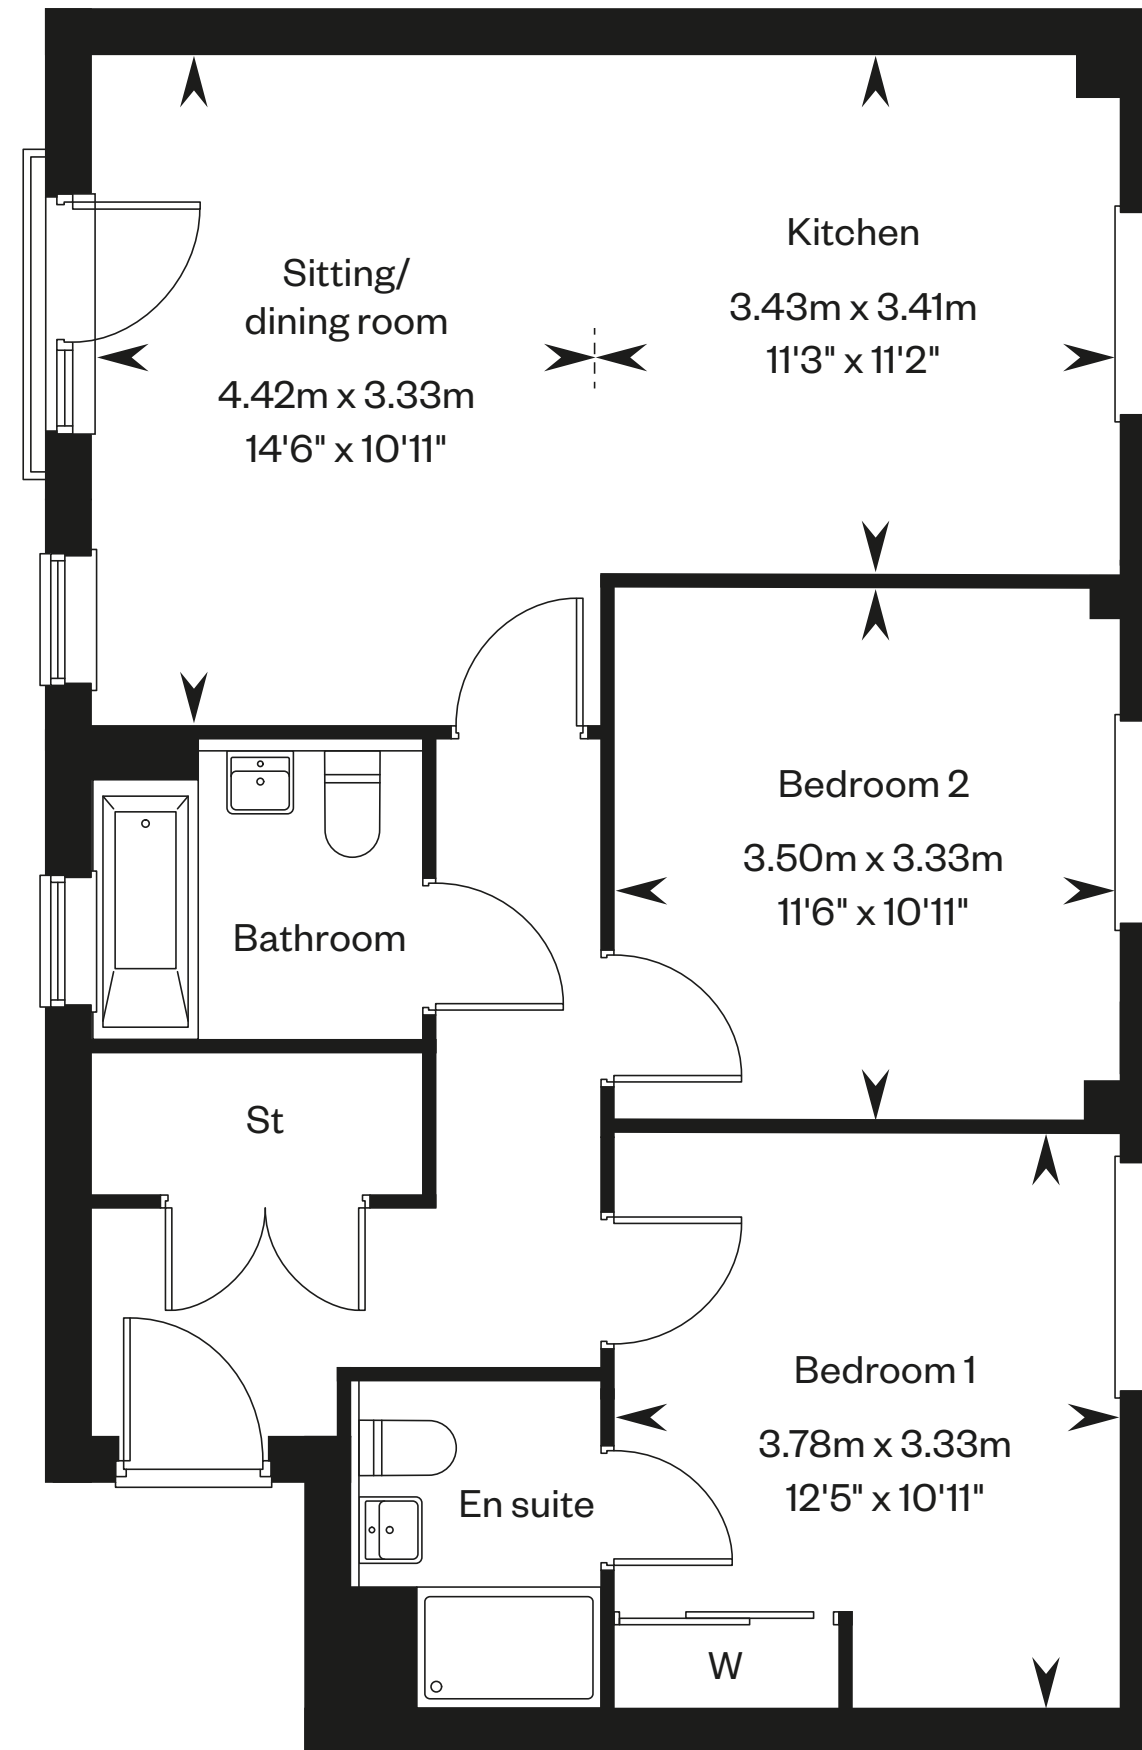 Sitting/
dining room
4.42m x 3.33m
14'6" x 10'11"
Kitchen
3.43m x 3.41m
11'3" x 11'2"
Bedroom 2
3.50m x 3.33m
11'6" x 10'11"
Bathroom
St
Bedroom 1
3.78m x 3.33m
12'5" x 10'11"
En suite
W